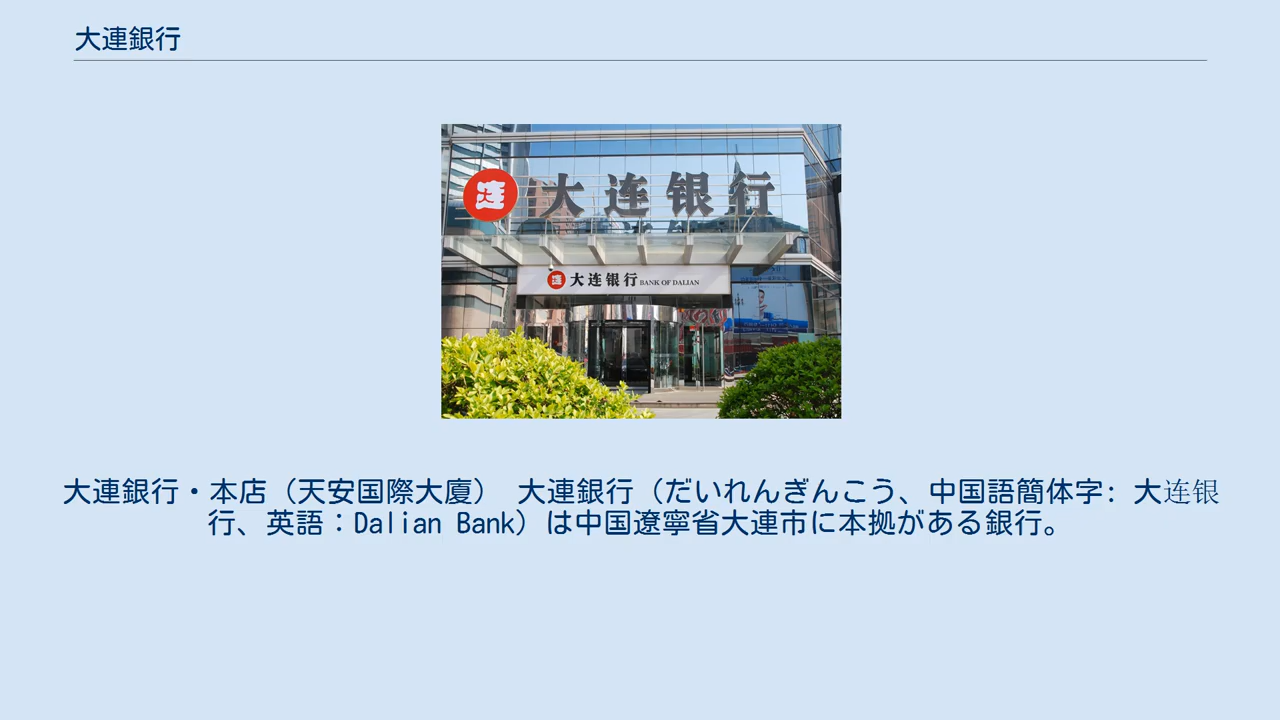 大連銀行
连 大连银行
连 大连银行 BANK OF DALIAN
大連銀行・本店（天安国際大廈） 大連銀行（だいれんぎんこう、中国語簡体字: 大连银
行、英語：Dalian Bank）は中国遼寧省大連市に本拠がある銀行。